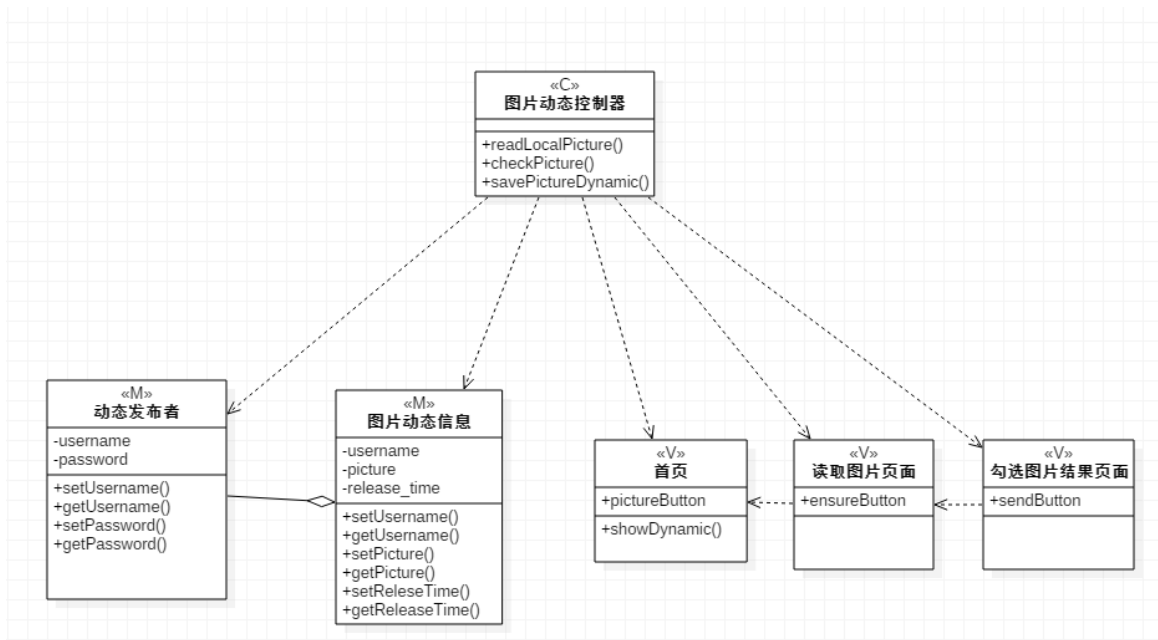 «C»
图片动态控制器
+readLocalPicture()
+checkPicture()
+savePictureDynamic()
«M»
动态发布者
-username
-password
+setUsername()
+getUsername()
+setPassword()
+getPassword()
«M»
图片动态信息
-username
-picture
-release_time
+setUsername()
+getUsername()
+setPicture()
+getPicture()
+setReleseTime()
+getReleaseTime()
«V»
首页
+pictureButton
+showDynamic()
«V»
读取图片页面
+ensureButton
«V»
勾选图片结果页面
+sendButton